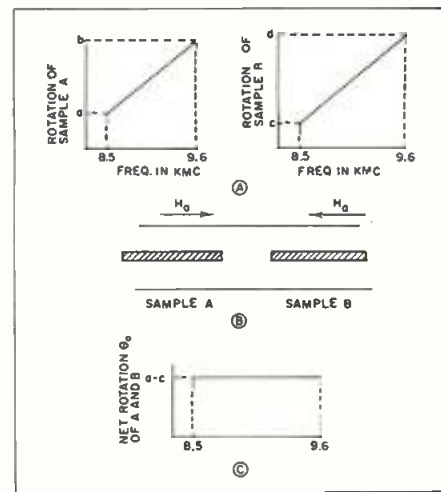 b
ROTATION OF
SAMPLE A
a
8.5
9.6
FREQ. IN KMC
d
ROTATION OF
SAMPLE R
c
8.5
9.6
FREQ. IN KMC
A
Ha
Ha
SAMPLE A
SAMPLE B
B
NET ROTATION θo
OF A AND B
a-c
8.5
9.6
C